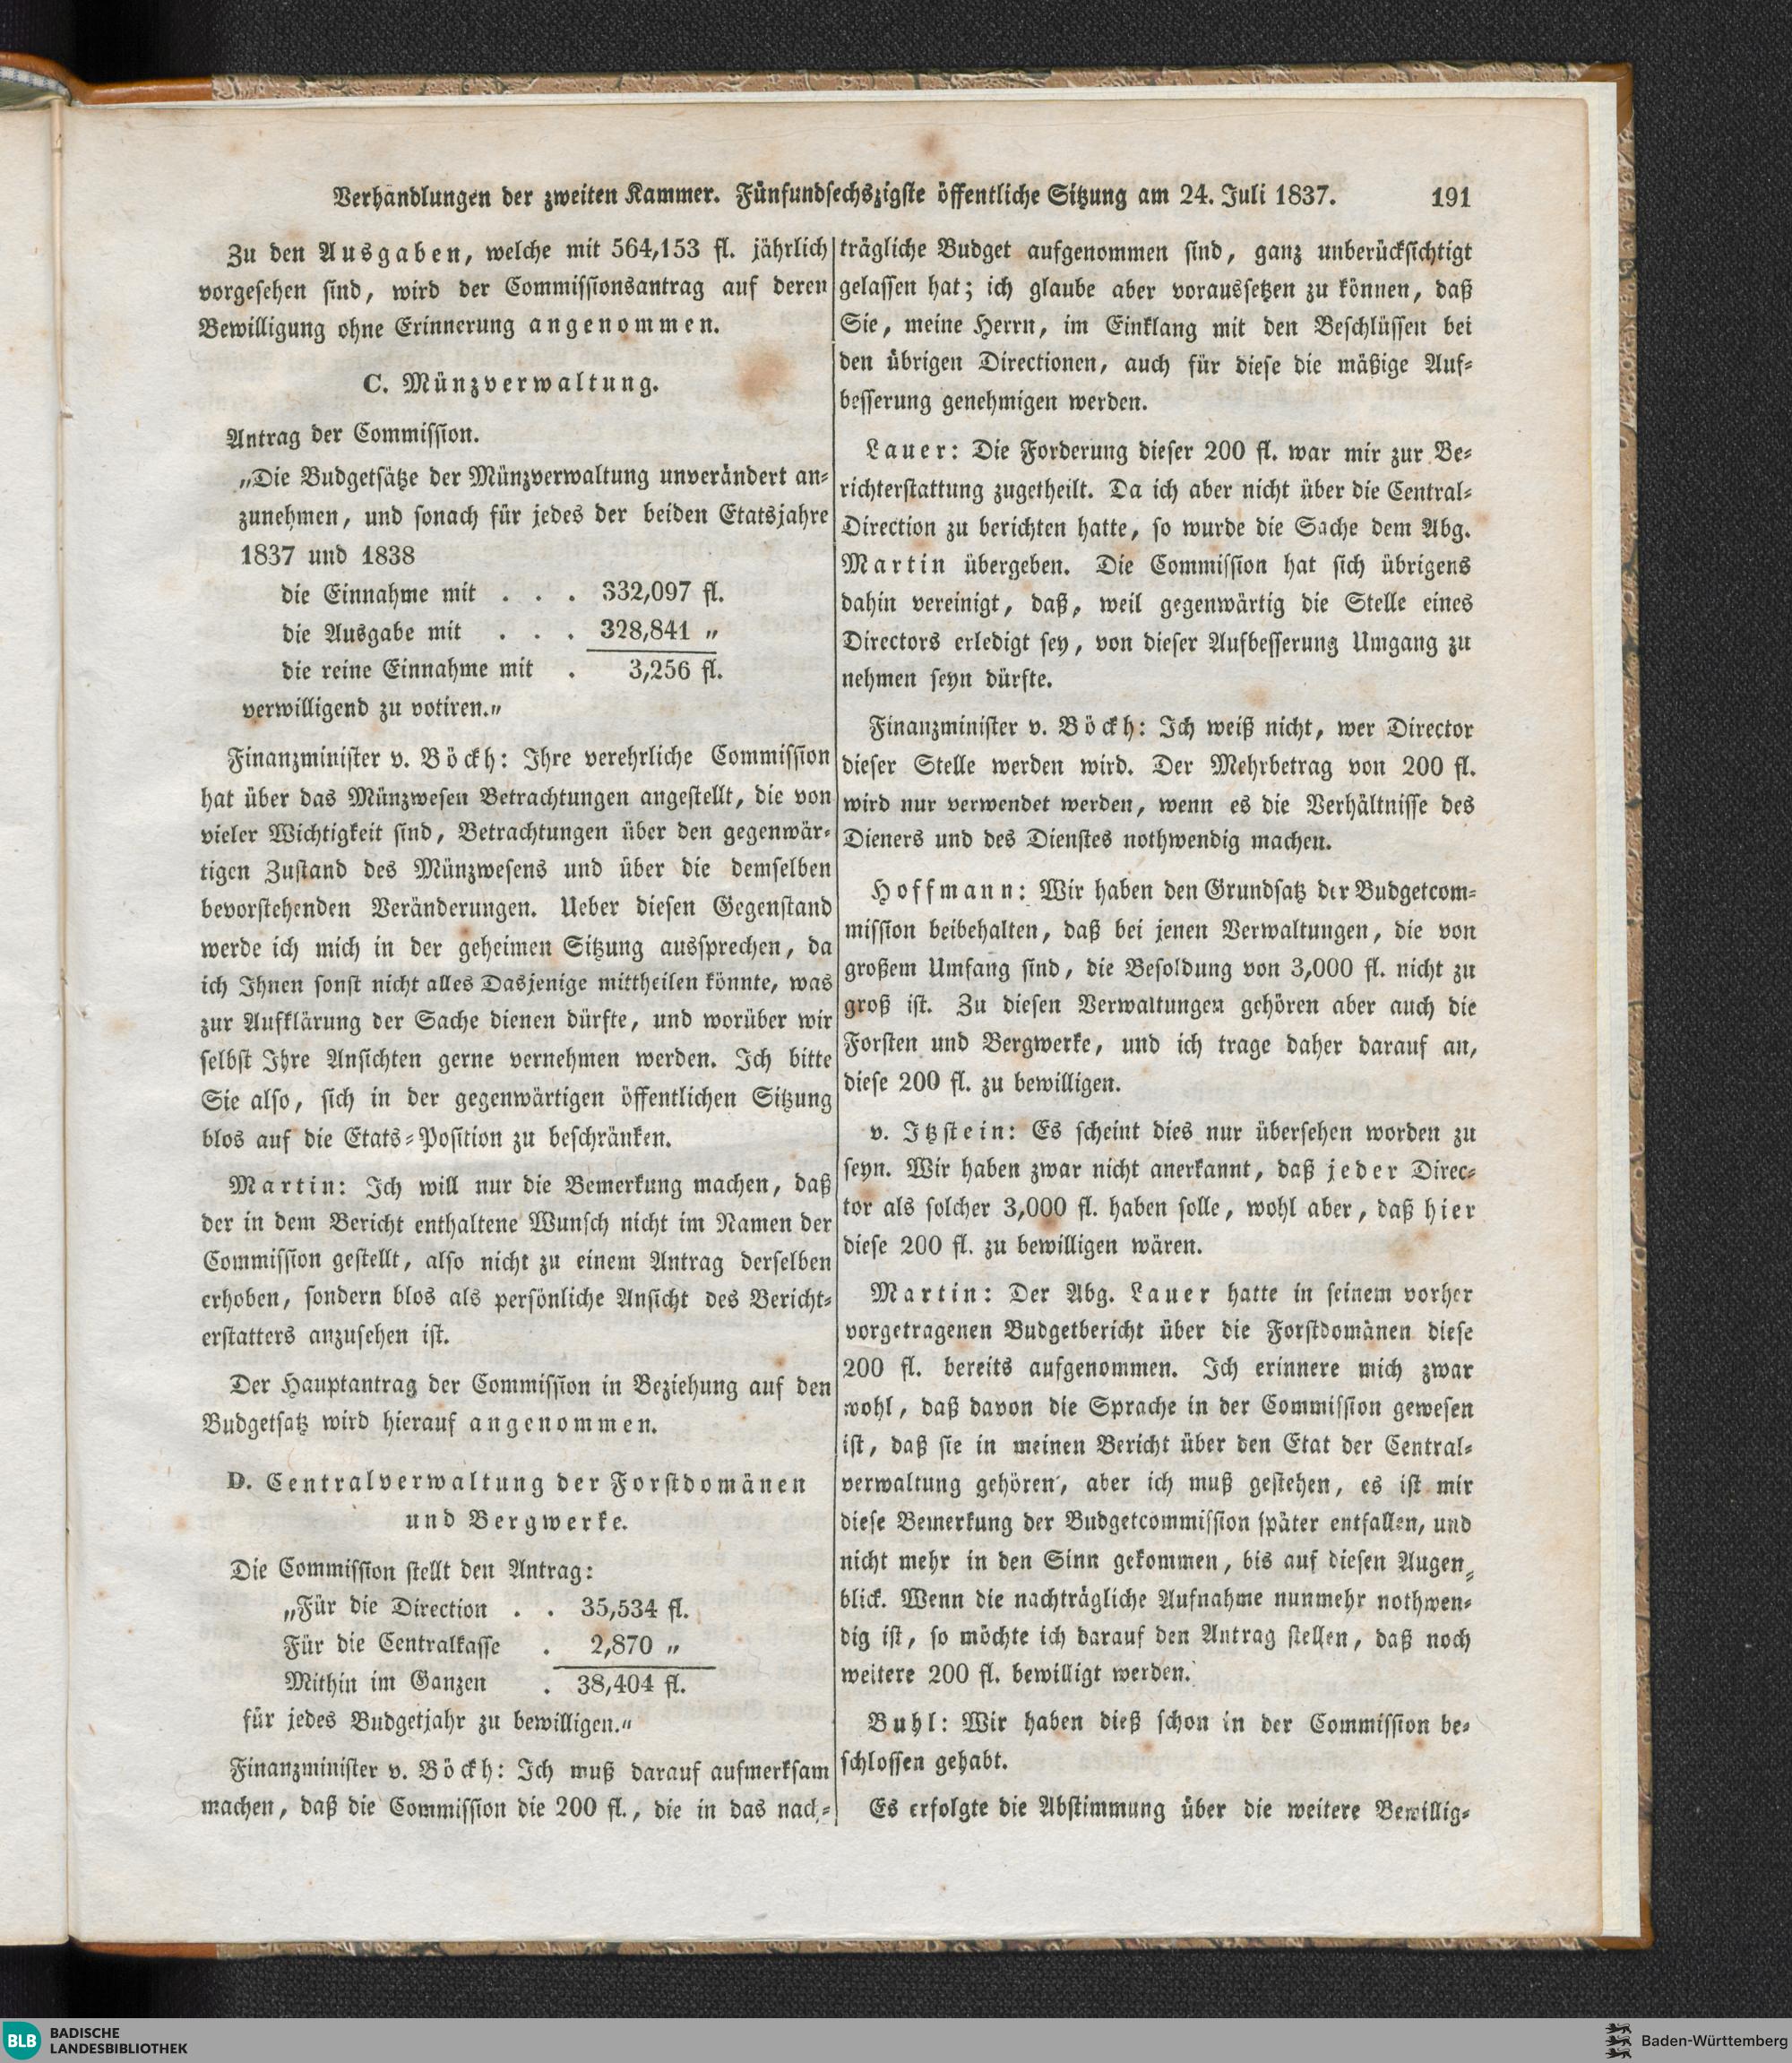 Verhandlungen der zweiten Kammer. Fünfundsechszigste öffentliche Sitzung am 24. Juli 1837. 191
Zu den Ausgaben, welche mit 564,153 fl. jährlich
vorgesehen sind, wird der Commissionsantrag auf deren
Bewilligung ohne Erinnerung angenommen.
C. Münzverwaltung.
Antrag der Commission.
„Die Budgetsätze der Münzverwaltung unverändert an-
zunehmen, und sonach für jedes der beiden Etatsjahre
1837 und 1838
die Einnahme mit . . . 332,097 fl.
die Ausgabe mit . . . 328,841 „
die reine Einnahme mit . 3,256 fl.
verwilligend zu votiren.“
Finanzminister v. Böckh: Ihre verehrliche Commission
hat über das Münzwesen Betrachtungen angestellt, die von
vieler Wichtigkeit sind, Betrachtungen über den gegenwär-
tigen Zustand des Münzwesens und über die demselben
bevorstehenden Veränderungen. Ueber diesen Gegenstand
werde ich mich in der geheimen Sitzung aussprechen, da
ich Ihnen sonst nicht alles Dasjenige mittheilen könnte, was
zur Aufklärung der Sache dienen dürfte, und worüber wir
selbst Ihre Ansichten gerne vernehmen werden. Ich bitte
Sie also, sich in der gegenwärtigen öffentlichen Sitzung
blos auf die Etats-Position zu beschränken.
Martin: Ich will nur die Bemerkung machen, daß
der in dem Bericht enthaltene Wunsch nicht im Namen der
Commission gestellt, also nicht zu einem Antrag derselben
erhoben, sondern blos als persönliche Ansicht des Bericht-
erstatters anzusehen ist.
Der Hauptantrag der Commission in Beziehung auf den
Budgetsatz wird hierauf angenommen.
D. Centralverwaltung der Forstdomänen
und Bergwerke.
Die Commission stellt den Antrag:
„Für die Direction . . 35,534 fl.
Für die Centralkasse . 2,870 „
Mithin im Ganzen . 38,404 fl.
für jedes Budgetjahr zu bewilligen.“
Finanzminister v. Böckh: Ich muß darauf aufmerksam
machen, daß die Commission die 200 fl., die in das nach-
trägliche Budget aufgenommen sind, ganz unberücksichtigt
gelassen hat; ich glaube aber voraussetzen zu können, daß
Sie, meine Herrn, im Einklang mit den Beschlüssen bei
den übrigen Directionen, auch für diese die mäßige Auf-
besserung genehmigen werden.
Lauer: Die Forderung dieser 200 fl. war mir zur Be-
richterstattung zugetheilt. Da ich aber nicht über die Central-
Direction zu berichten hatte, so wurde die Sache dem Abg.
Martin übergeben. Die Commission hat sich übrigens
dahin vereinigt, daß, weil gegenwärtig die Stelle eines
Directors erledigt sey, von dieser Aufbesserung Umgang zu
nehmen seyn dürfte.
Finanzminister v. Böckh: Ich weiß nicht, wer Director
dieser Stelle werden wird. Der Mehrbetrag von 200 fl.
wird nur verwendet werden, wenn es die Verhältnisse des
Dieners und des Dienstes nothwendig machen.
Hoffmann: Wir haben den Grundsatz der Budgetcom-
mission beibehalten, daß bei jenen Verwaltungen, die von
großem Umfang sind, die Besoldung von 3,000 fl. nicht zu
groß ist. Zu diesen Verwaltungen gehören aber auch die
Forsten und Bergwerke, und ich trage daher darauf an,
diese 200 fl. zu bewilligen.
v. Itzstein: Es scheint dies nur übersehen worden zu
seyn. Wir haben zwar nicht anerkannt, daß jeder Direc-
tor als solcher 3,000 fl. haben solle, wohl aber, daß hier
diese 200 fl. zu bewilligen wären.
Martin: Der Abg. Lauer hatte in seinem vorher
vorgetragenen Budgetbericht über die Forstdomänen diese
200 fl. bereits aufgenommen. Ich erinnere mich zwar
wohl, daß davon die Sprache in der Commission gewesen
ist, daß sie in meinen Bericht über den Etat der Central-
verwaltung gehören, aber ich muß gestehen, es ist mir
diese Bemerkung der Budgetcommission später entfallen, und
nicht mehr in den Sinn gekommen, bis auf diesen Augen-
blick. Wenn die nachträgliche Aufnahme nunmehr nothwen-
dig ist, so möchte ich darauf den Antrag stellen, daß noch
weitere 200 fl. bewilligt werden.
Buhl: Wir haben dieß schon in der Commission be-
schlossen gehabt.
Es erfolgte die Abstimmung über die weitere Bewillig-
BLB BADISCHE
LANDESBIBLIOTHEK
Baden-Württemberg